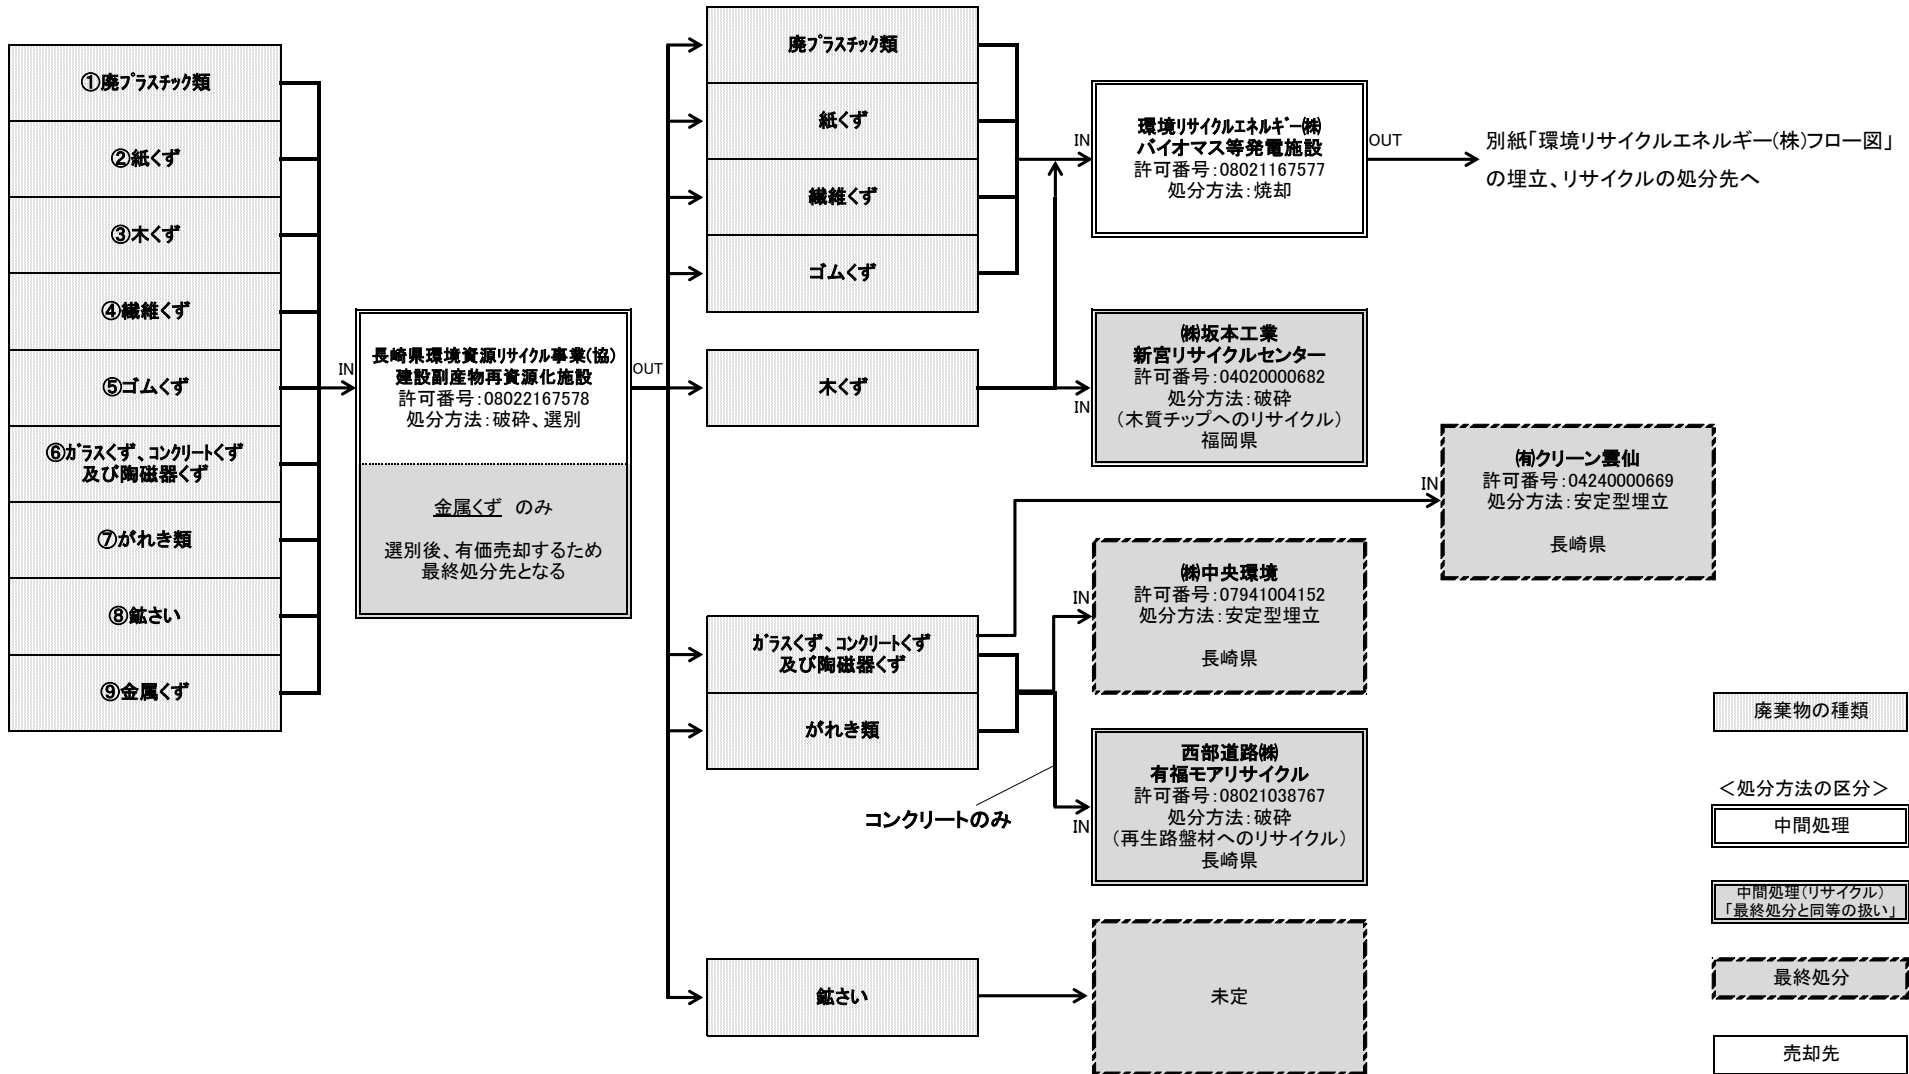 ①廃ﾌﾟﾗｽﾁｯｸ類
②紙くず
③木くず
④繊維くず
⑤ゴムくず
⑥ｶﾞﾗｽくず、ｺﾝｸﾘｰﾄくず
及び陶磁器くず
⑦がれき類
⑧鉱さい
⑨金属くず
IN
長崎県環境資源ﾘｻｲｸﾙ事業(協)
建設副産物再資源化施設
許可番号:08022167578
処分方法:破砕、選別
金属くず のみ
選別後、有価売却するため
最終処分先となる
OUT
廃ﾌﾟﾗｽﾁｯｸ類
紙くず
繊維くず
ゴムくず
木くず
ｶﾞﾗｽくず、ｺﾝｸﾘｰﾄくず
及び陶磁器くず
がれき類
コンクリートのみ
鉱さい
IN
環境ﾘｻｲｸﾙｴﾈﾙｷﾞｰ㈱
バイオマス等発電施設
許可番号:08021167577
処分方法:焼却
OUT
別紙「環境リサイクルエネルギー(株)フロー図」
の埋立、リサイクルの処分先へ
IN
㈱坂本工業
新宮リサイクルセンター
許可番号:04020000682
処分方法:破砕
(木質チップへのリサイクル)
福岡県
IN
㈲クリーン雲仙
許可番号:04240000669
処分方法:安定型埋立
長崎県
IN
㈱中央環境
許可番号:07941004152
処分方法:安定型埋立
長崎県
IN
西部道路㈱
有福モアリサイクル
許可番号:08021038767
処分方法:破砕
(再生路盤材へのリサイクル)
長崎県
未定
廃棄物の種類
＜処分方法の区分＞
中間処理
中間処理(リサイクル)
「最終処分と同等の扱い」
最終処分
売却先